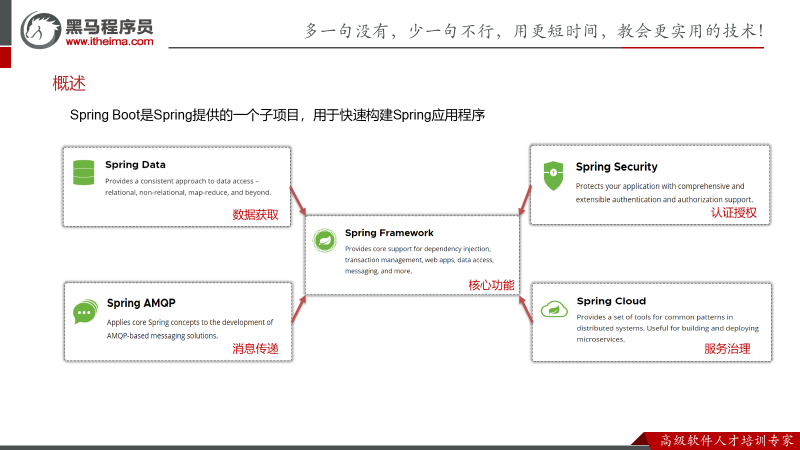 黑马程序员
www.itheima.com
多一句没有，少一句不行，用更短时间，教会更实用的技术！
概述
Spring Boot是Spring提供的一个子项目，用于快速构建Spring应用程序
Spring Data
Provides a consistent approach to data access –
relational, non-relational, map-reduce, and beyond.
数据获取
Spring Security
Protects your application with comprehensive and
extensible authentication and authorization support.
认证授权
Spring Framework
Provides core support for dependency injection,
transaction management, web apps, data access,
messaging, and more.
核心功能
Spring AMQP
Applies core Spring concepts to the development of
AMQP-based messaging solutions.
消息传递
Spring Cloud
Provides a set of tools for common patterns in
distributed systems. Useful for building and deploying
microservices.
服务治理
高级软件人才培训专家